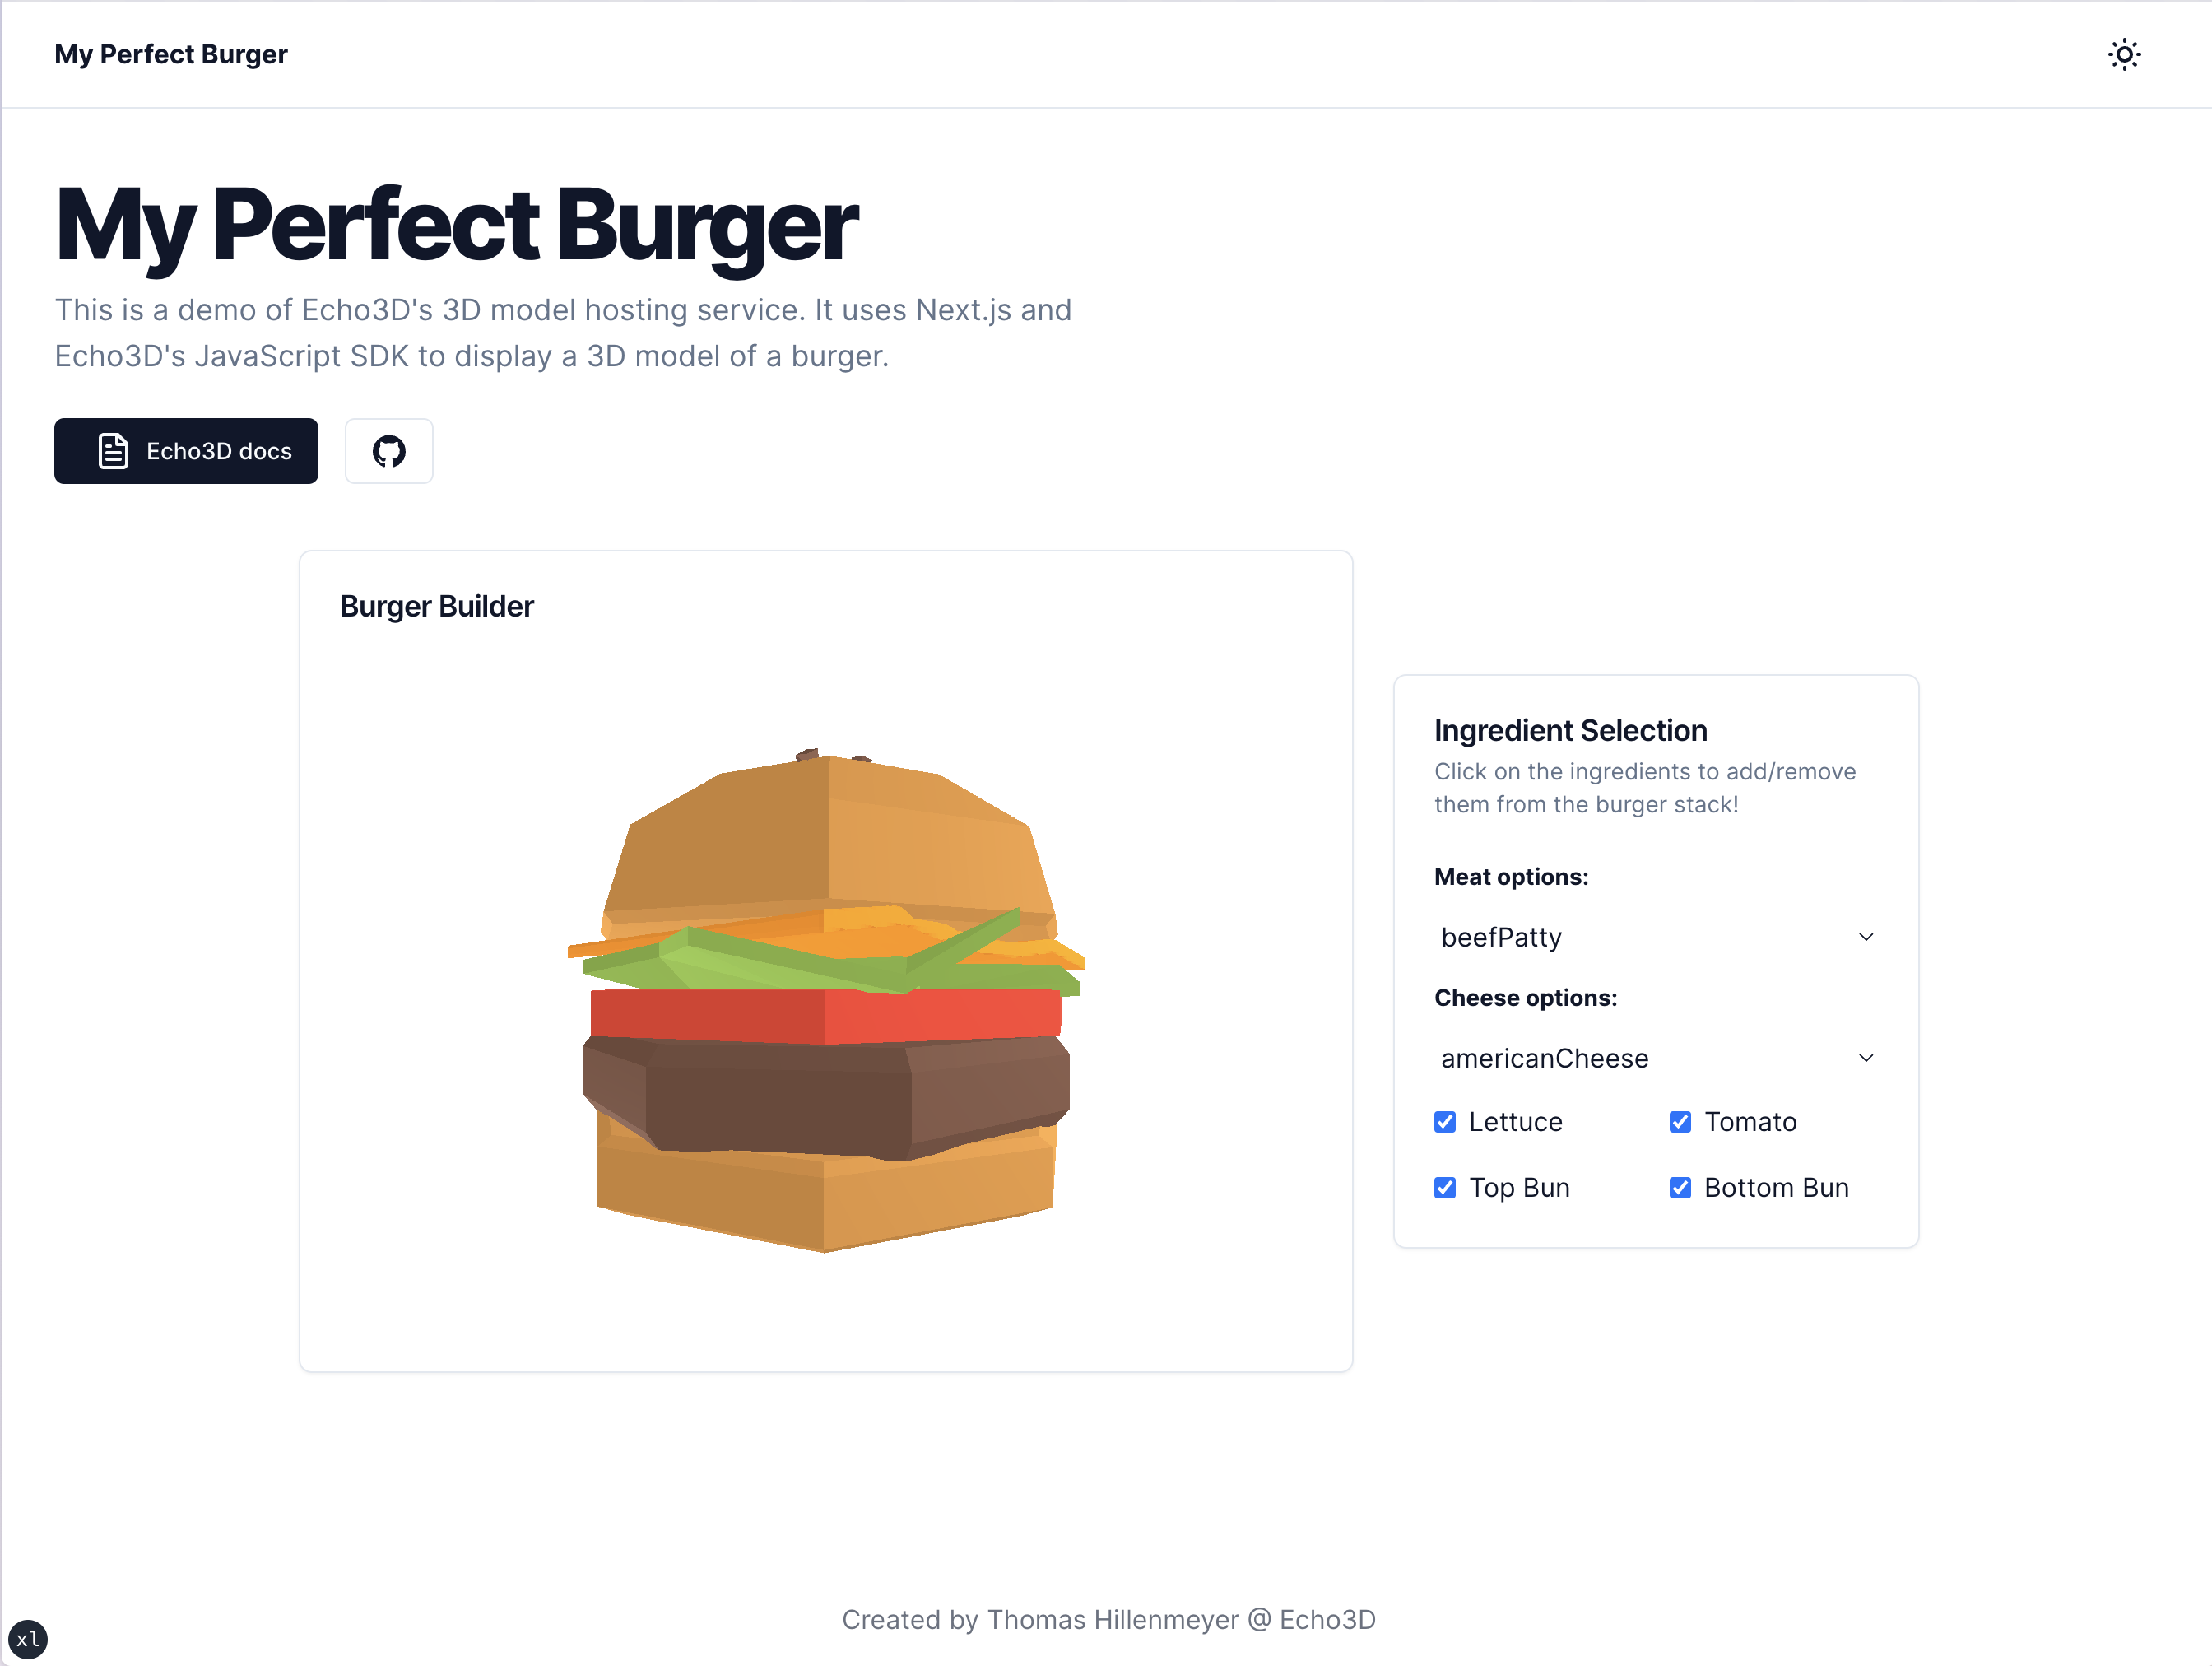 My Perfect Burger
My Perfect Burger
This is a demo of Echo3D's 3D model hosting service. It uses Next.js and
Echo3D's JavaScript SDK to display a 3D model of a burger.
Echo3D docs
Burger Builder
Ingredient Selection
Click on the ingredients to add/remove
them from the burger stack!
Meat options:
beefPatty
Cheese options:
americanCheese
Lettuce
Tomato
Top Bun
Bottom Bun
Created by Thomas Hillenmeyer @ Echo3D
xl